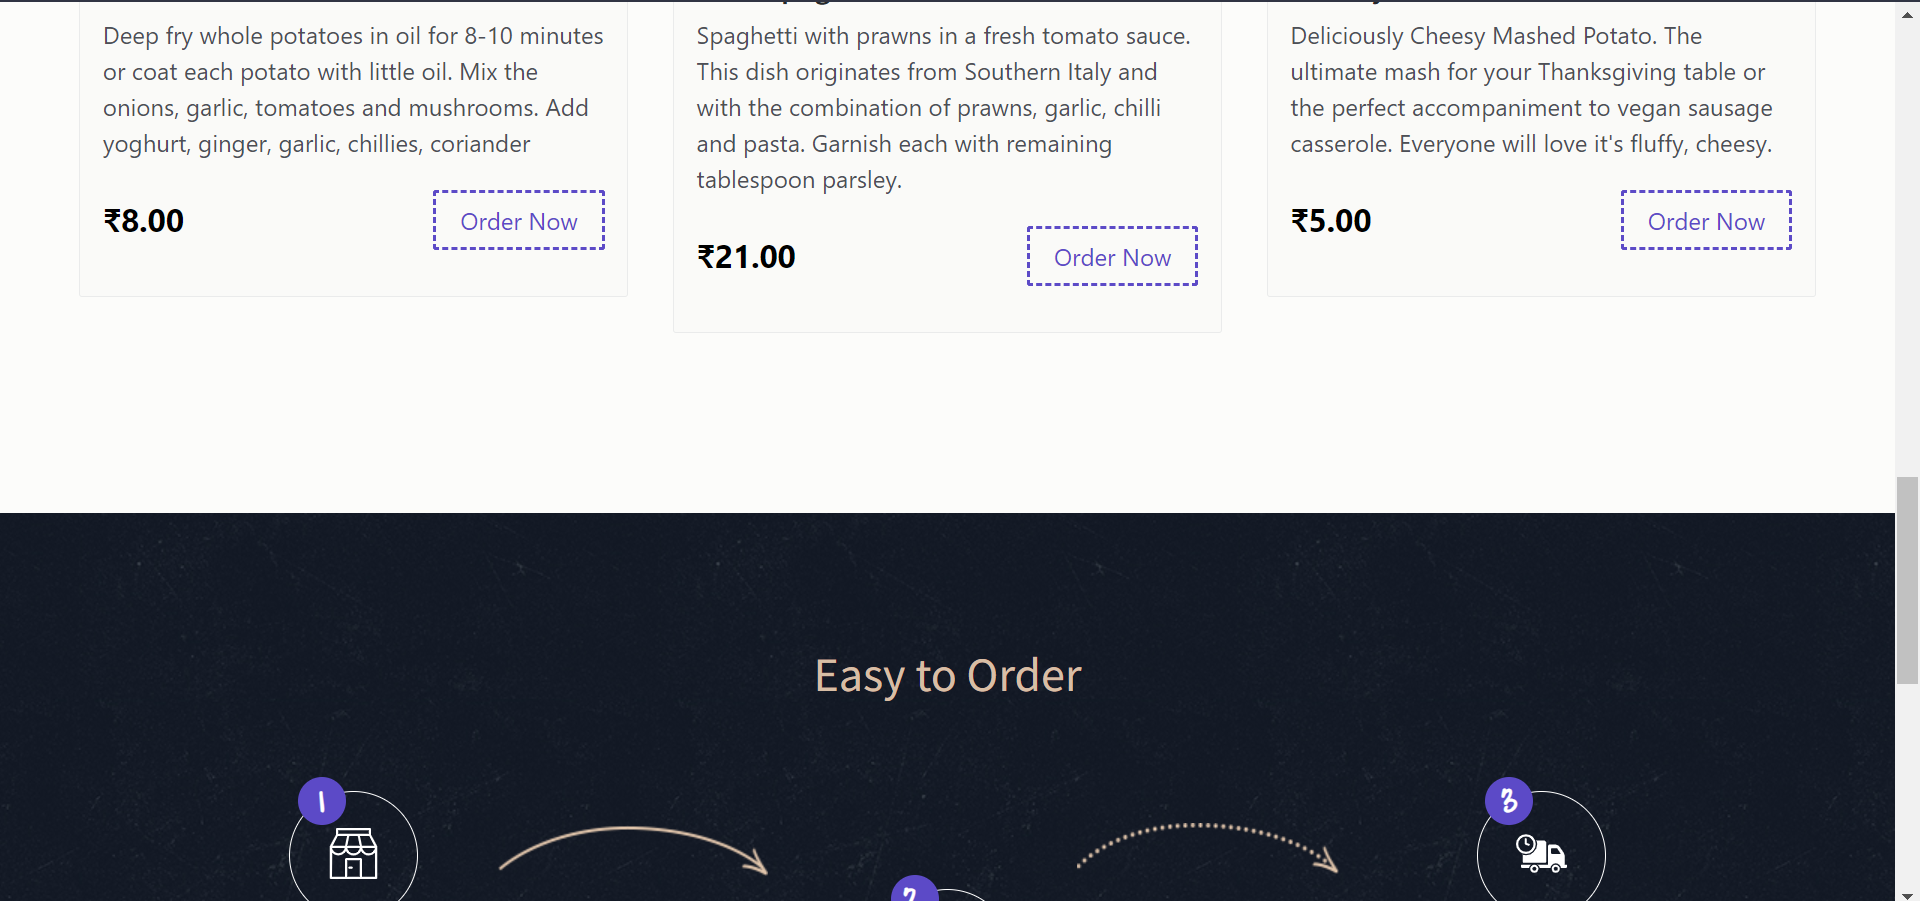 Deep fry whole potatoes in oil for 8-10 minutes
or coat each potato with little oil. Mix the
onions, garlic, tomatoes and mushrooms. Add
yoghurt, ginger, garlic, chillies, coriander
₹8.00
Order Now
Spaghetti with prawns in a fresh tomato sauce.
This dish originates from Southern Italy and
with the combination of prawns, garlic, chilli
and pasta. Garnish each with remaining
tablespoon parsley.
₹21.00
Order Now
Deliciously Cheesy Mashed Potato. The
ultimate mash for your Thanksgiving table or
the perfect accompaniment to vegan sausage
casserole. Everyone will love it's fluffy, cheesy.
₹5.00
Order Now
Easy to Order
1
2
3